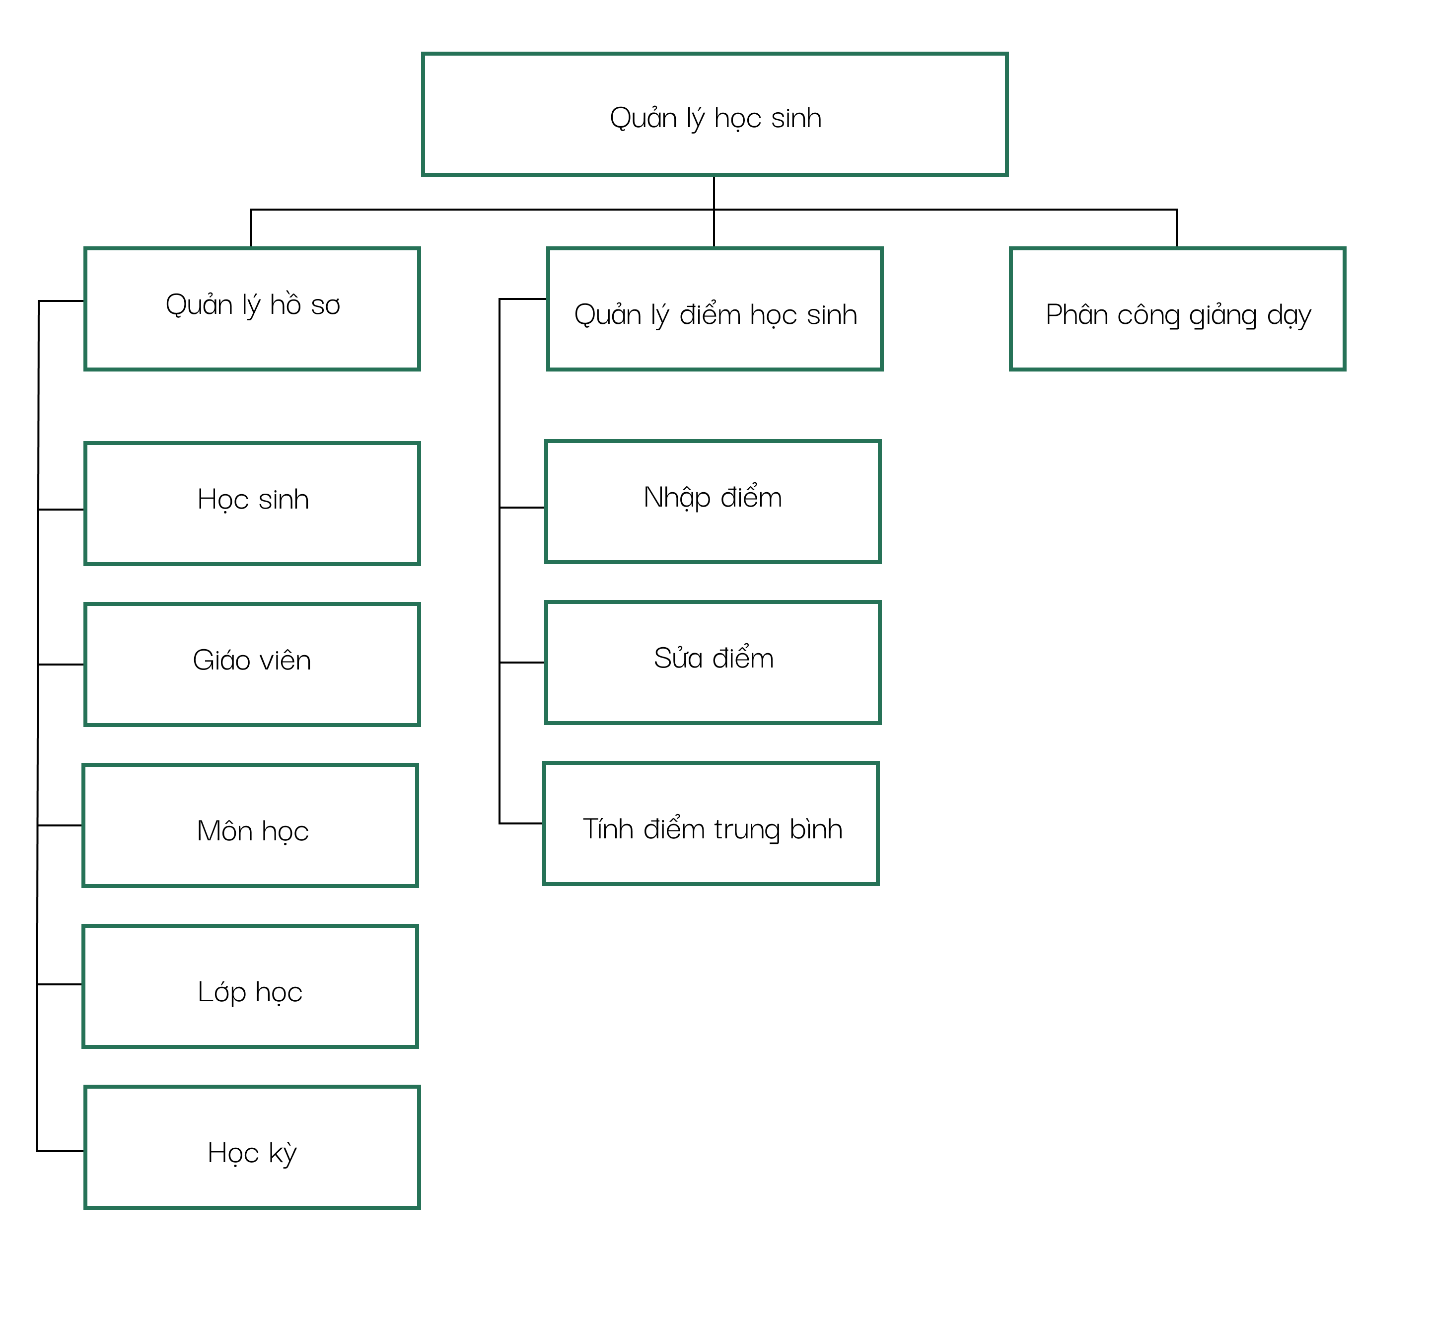 Quản lý học sinh
Quản lý hồ sơ
Quản lý điểm học sinh
Phân công giảng dạy
Học sinh
Nhập điểm
Giáo viên
Sửa điểm
Môn học
Tính điểm trung bình
Lớp học
Học kỳ